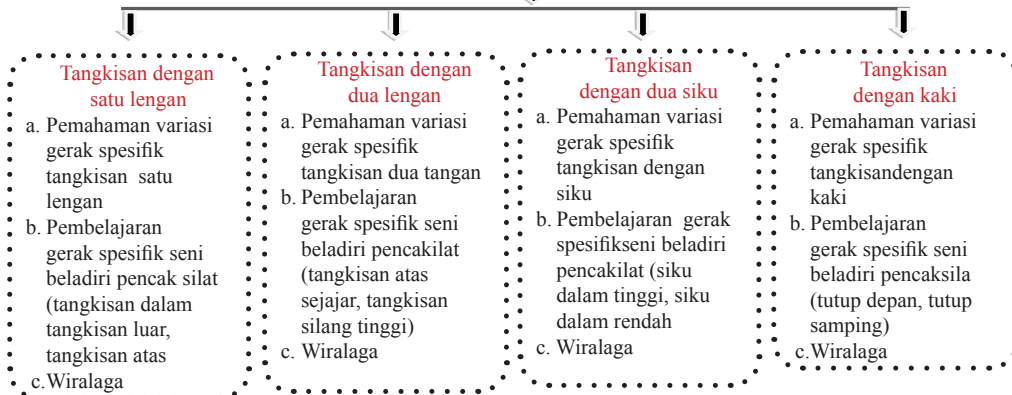 Tangkisan dengan
satu lengan
a. Pemahaman variasi
gerak spesifik
tangkisan satu
lengan
b. Pembelajaran
gerak spesifik seni
beladiri pencak silat
(tangkisan dalam
tangkisan luar,
tangkisan atas
c.Wiralaga
Tangkisan dengan
dua lengan
a. Pemahaman variasi
gerak spesifik
tangkisan dua tangan
b. Pembelajaran
gerak spesifik seni
beladiri pencakilat
(tangkisan atas
sejajar, tangkisan
silang tinggi)
c. Wiralaga
Tangkisan
dengan dua siku
a. Pemahaman variasi
gerak spesifik
tangkisan dengan
siku
b. Pembelajaran gerak
spesifikseni beladiri
pencakilat (siku
dalam tinggi, siku
dalam rendah
c. Wiralaga
Tangkisan
dengan kaki
a. Pemahaman variasi
gerak spesifik
tangkisandengan
kaki
b. Pembelajaran
gerak spesifik seni
beladiri pencaksila
(tutup depan, tutup
samping)
c.Wiralaga